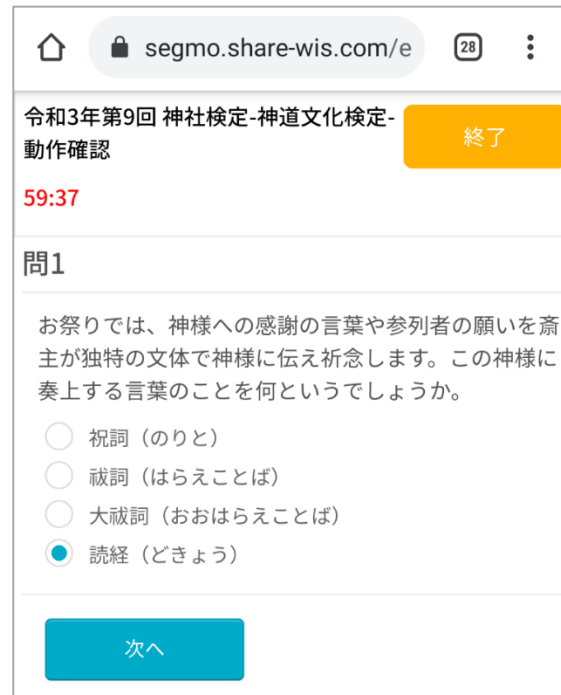 segmo.share-wis.com/e
28
令和3年第9回 神社検定-神道文化検定-
動作確認
終了
59:37
問1
お祭りでは、神様への感謝の言葉や参列者の願いを斎
主が独特の文体で神様に伝え祈念します。この神様に
奏上する言葉のことを何というでしょうか。
祝詞（のりと）
祓詞（はらえことば）
大祓詞（おおはらえことば）
読経（どきょう）
次へ